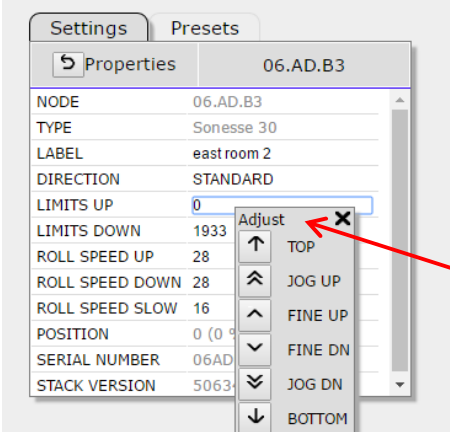 Settings Presets
Properties 06.AD.B3
NODE 06.AD.B3
TYPE Sonesse 30
LABEL east room 2
DIRECTION STANDARD
LIMITS UP 0
Adjust
LIMITS DOWN 1933
TOP
ROLL SPEED UP 28
ROLL SPEED DOWN 28
JOG UP
ROLL SPEED SLOW 16
FINE UP
POSITION 0 (0 %
FINE DN
SERIAL NUMBER 06AD
STACK VERSION 5063
JOG DN
BOTTOM